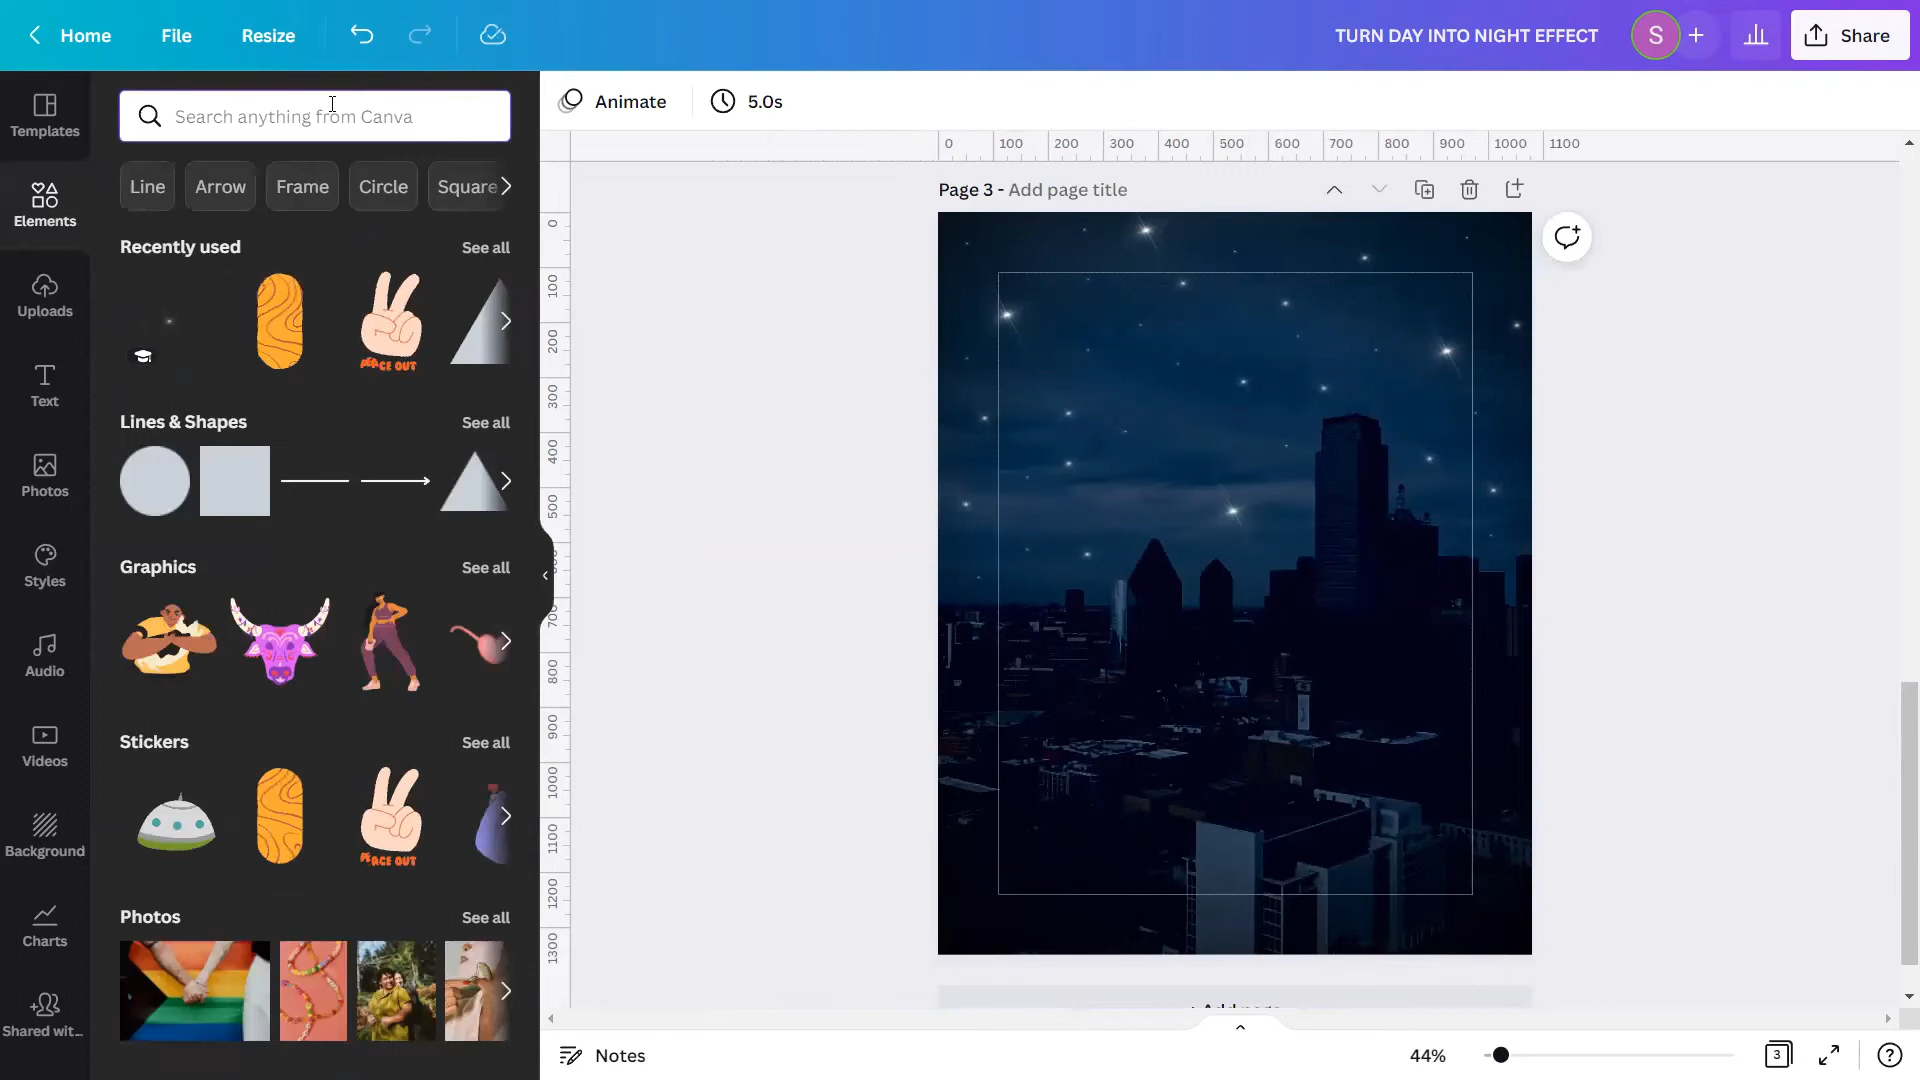 Home File Resize TURN DAY INTO NIGHT EFFECT S Share
Search anything from Canva
Line Arrow Frame Circle Square
Recently used See all
PEACE OUT
Lines & Shapes See all
Graphics See all
Stickers See all
PEACE OUT
Photos See all
Templates
Elements
Uploads
Text
Photos
Styles
Audio
Videos
Background
Charts
Shared wit...
Animate 5.0s
0 100 200 300 400 500 600 700 800 900 1000 1100
Page 3 - Add page title
0
100
200
300
400
500
700
800
900
1000
1100
1200
1300
+ Add page
Notes 44% 3 ?